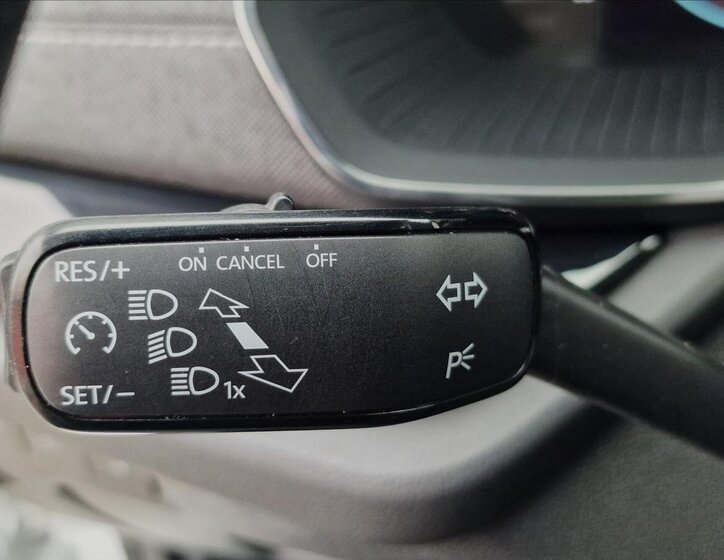 ON CANCEL OFF
RES/+
SET/−
1x
P